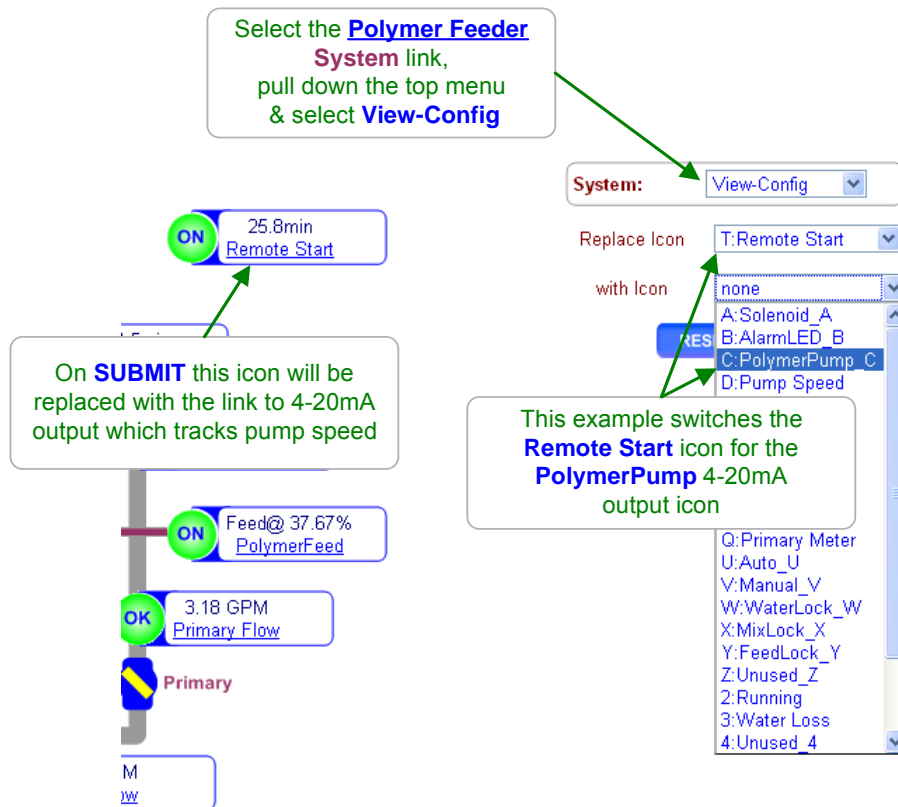 Select the Polymer Feeder
System link,
pull down the top menu
& select View-Config
System:
View-Config
Replace Icon
T:Remote Start
with Icon
none
A:Solenoid_A
B:AlarmLED_B
C:PolymerPump_C
D:Pump Speed
RES
This example switches the
Remote Start icon for the
PolymerPump 4-20mA
output icon
Q:Primary Meter
U:Auto_U
V:Manual_V
W:WaterLock_W
X:MixLock_X
Y:FeedLock_Y
Z:Unused_Z
2:Running
3:Water Loss
4:Unused_4
ON
25.8min
Remote Start
On SUBMIT this icon will be
replaced with the link to 4-20mA
output which tracks pump speed
ON
Feed@ 37.67%
PolymerFeed
OK
3.18 GPM
Primary Flow
Primary
M